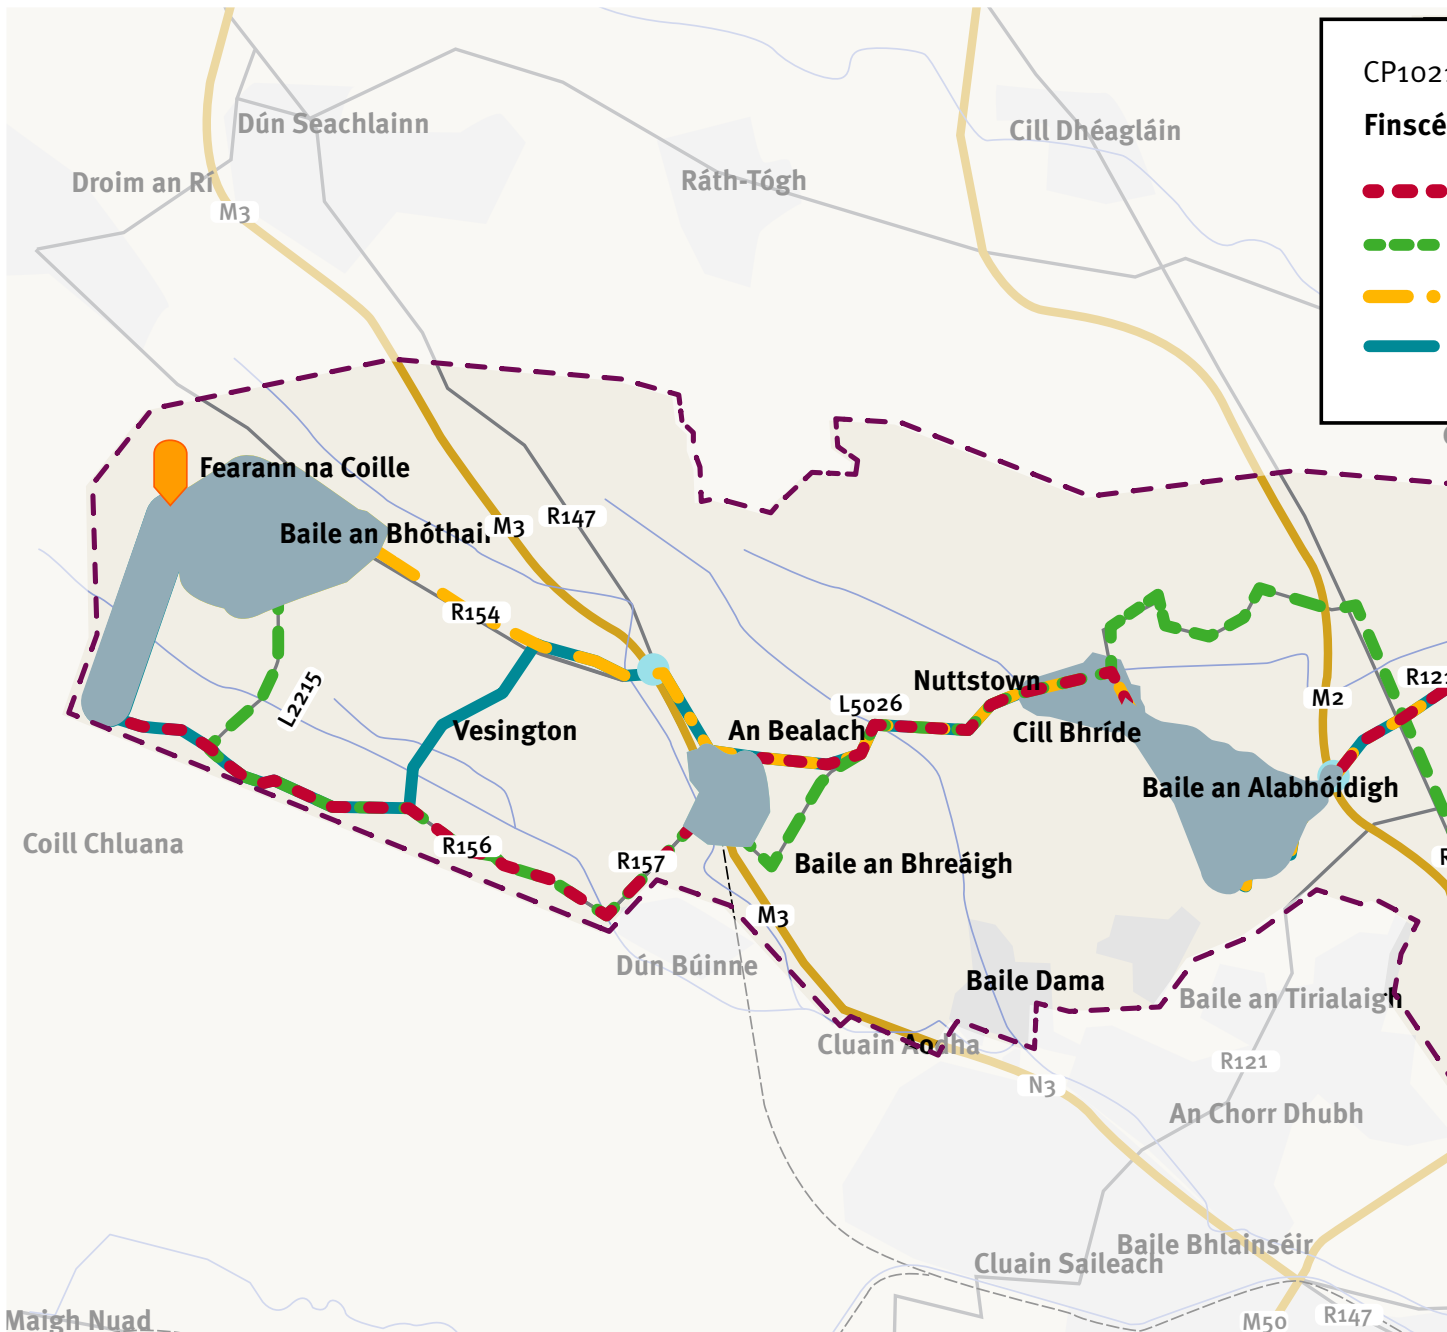 CP1021
Finscé
Dún Seachlainn
Cill Dhéagláin
Droim an Rí
Ráth-Tógh
M3
Fearann na Coille
Baile an Bhóthair
M3
R147
R154
L2215
Nuttstown
L5026
R121
M2
Vesington
An Bealach
Cill Bhríde
Baile an Alabhóidigh
Coill Chluana
R156
R157
Baile an Bhreáigh
M3
Dún Búinne
Baile Dama
Baile an Tirialaigh
Cluain Aodha
R121
N3
An Chorr Dhubh
Baile Bhlainséir
Cluain Saileach
Maigh Nuad
M50
R147